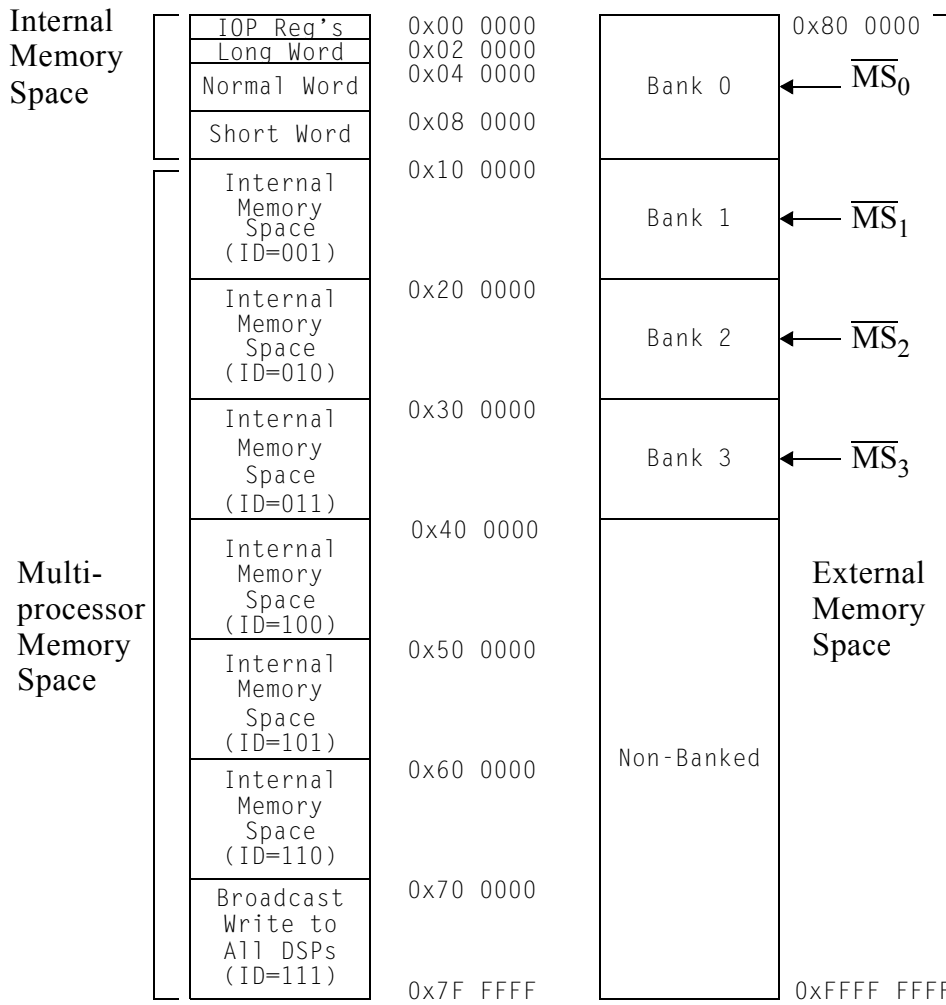 Internal
Memory
Space
IOP Reg's
Long Word
Normal Word
Short Word
0x00 0000
0x02 0000
0x04 0000
0x08 0000
Multi-
processor
Memory
Space
Internal
Memory
Space
(ID=001)
0x10 0000
Internal
Memory
Space
(ID=010)
0x20 0000
Internal
Memory
Space
(ID=011)
0x30 0000
Internal
Memory
Space
(ID=100)
0x40 0000
Internal
Memory
Space
(ID=101)
0x50 0000
Internal
Memory
Space
(ID=110)
0x60 0000
Broadcast
Write to
All DSPs
(ID=111)
0x70 0000
0x7F FFFF
0x80 0000
Bank 0
M̅S̅₀
Bank 1
M̅S̅₁
Bank 2
M̅S̅₂
Bank 3
M̅S̅₃
Non-Banked
External
Memory
Space
0xFFFF FFFF